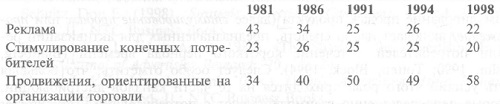 1981 1986 1991 1994 1998
Реклама 43 34 25 26 22
Стимулирование конечных потре-
бителей 23 26 25 25 20
Продвижения, ориентированные на 34 40 50 49 58
организации торговли